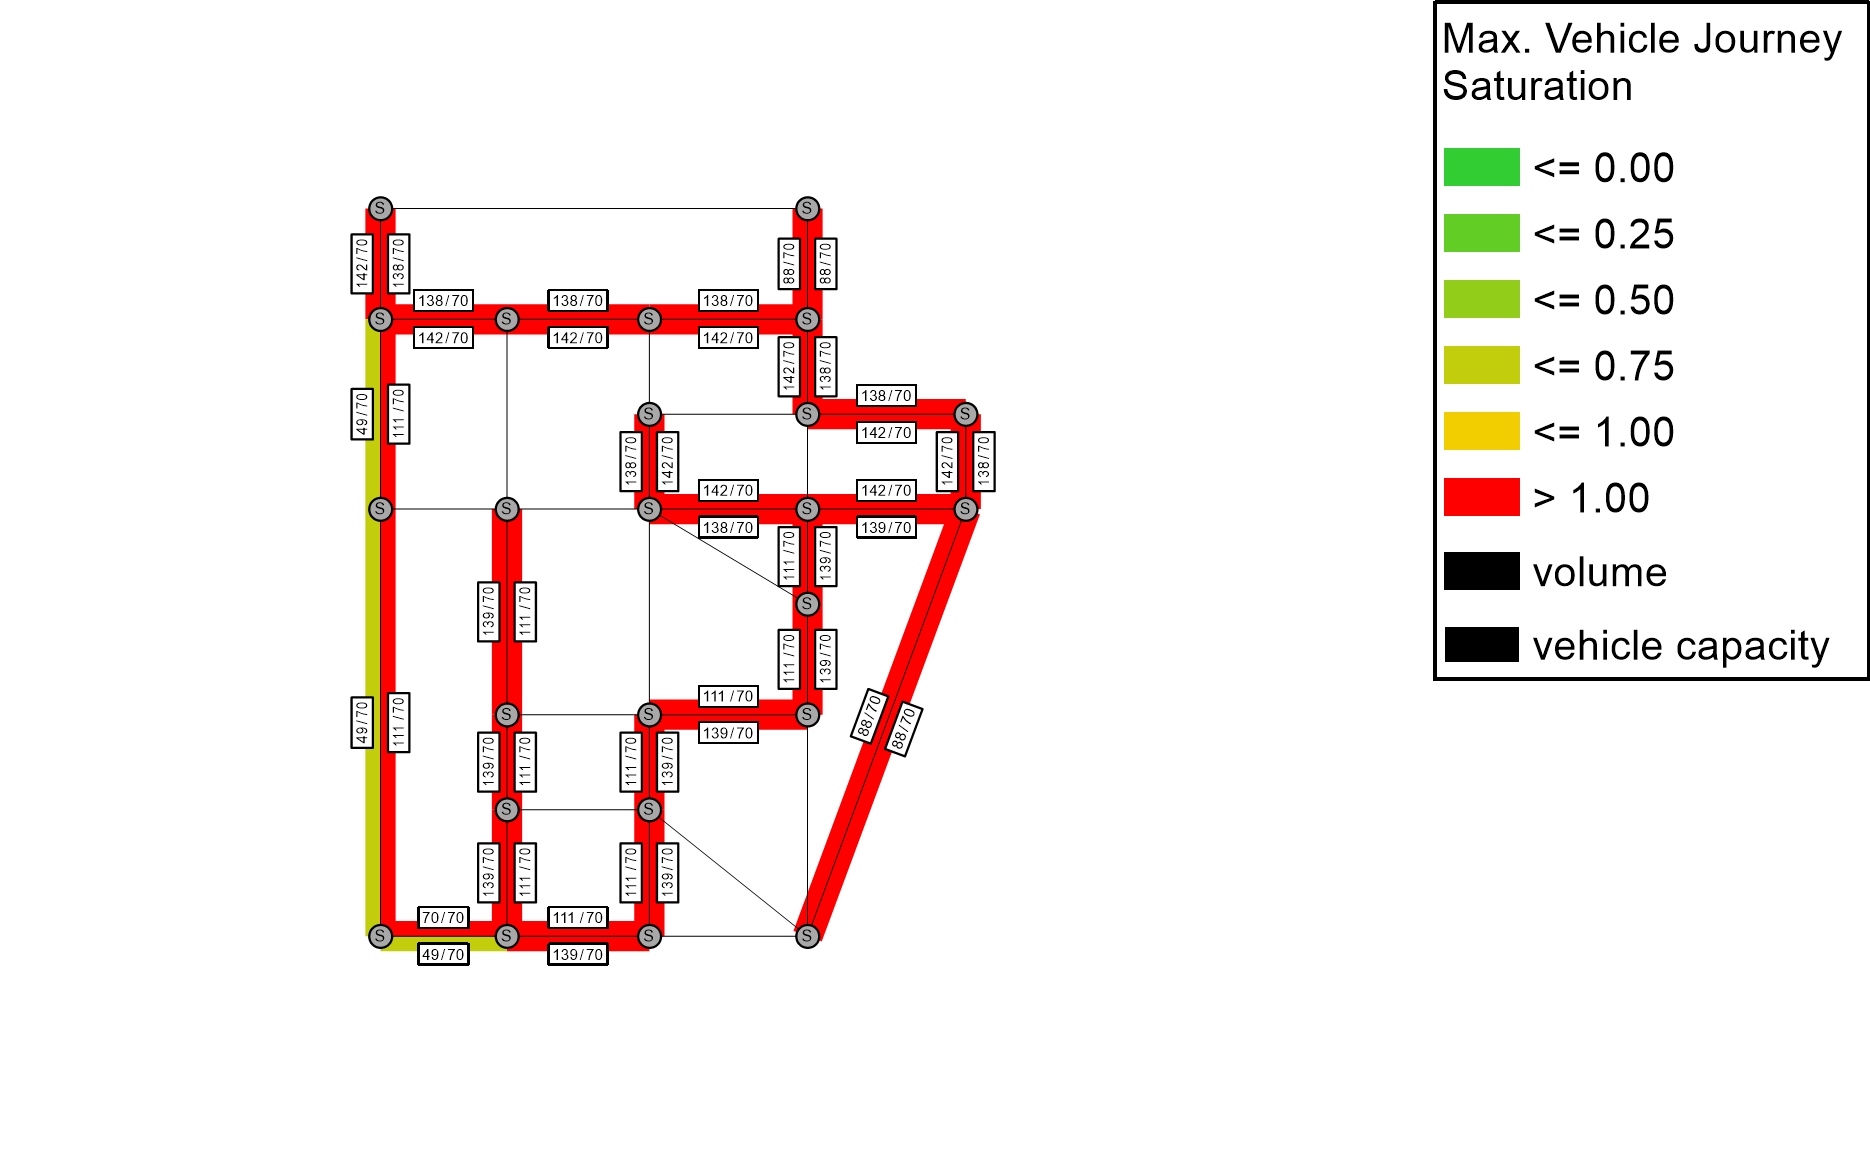 Max. Vehicle Journey
Saturation
<= 0.00
<= 0.25
<= 0.50
<= 0.75
<= 1.00
> 1.00
volume
vehicle capacity
S S
142/70 138/70 88/70 88/70
138/70 138/70 138/70
S S S S
142/70 142/70 142/70
142/70 138/70
49/70 111/70
138/70
S S S
142/70
138/70 142/70 142/70 138/70
142/70 142/70
S S S S S
138/70 139/70
111/70 139/70
S
139/70 111/70
111/70 139/70
111/70
49/70 111/70
S S S
88/70 88/70
139/70
139/70 111/70 111/70 139/70
S S
139/70 111/70 111/70 139/70
70/70 111/70
S S S S
49/70 139/70